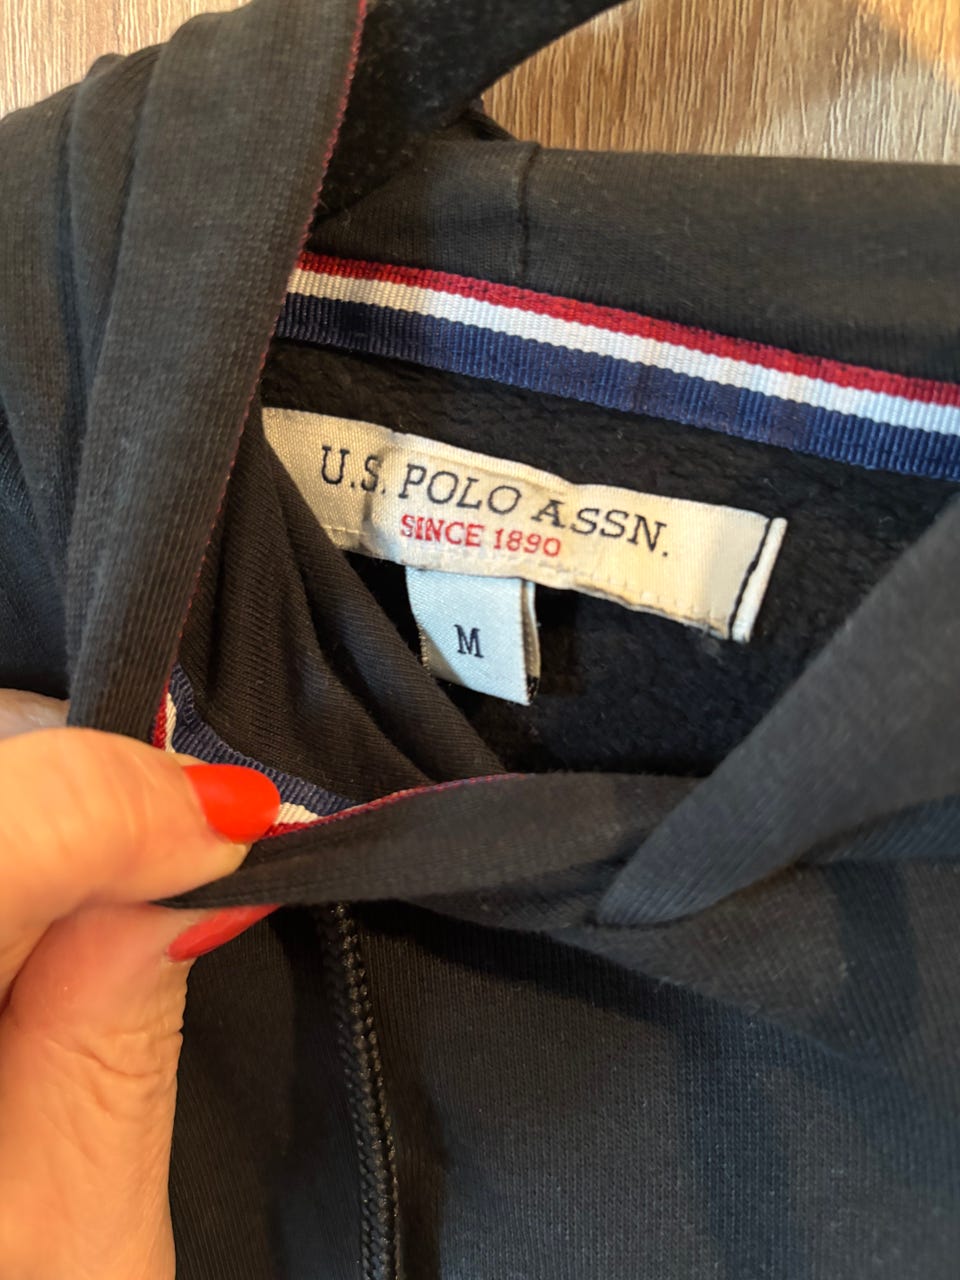 U.S. POLO ASSN.
SINCE 1890
M